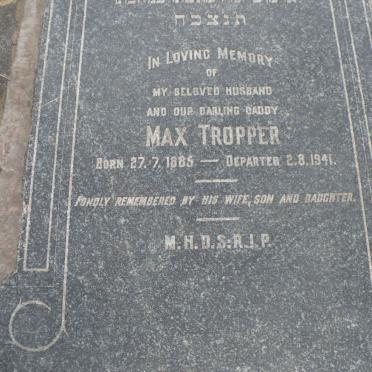 תנצבה
IN LOVING MEMORY
OF
MY BELOVED HUSBAND
AND OUR DARLING DADDY
MAX TROPPER
BORN 27.7.1885 — DEPARTED 2.8.1941.
FONDLY REMEMBERED BY HIS WIFE, SON AND DAUGHTER.
M.H.D.S.R.I.P.